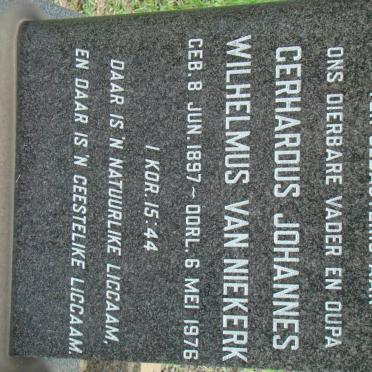 ONS DIERBARE VADER EN OUPA
GERHARDUS JOHANNES
WILHELMUS VAN NIEKERK
GEB. 8 JUN. 1897 ~ OORL. 6 MEI 1976
I KOR. 15:44
DAAR IS 'N NATUURLIKE LIGGAAM,
EN DAAR IS 'N GEESTELIKE LIGGAAM.